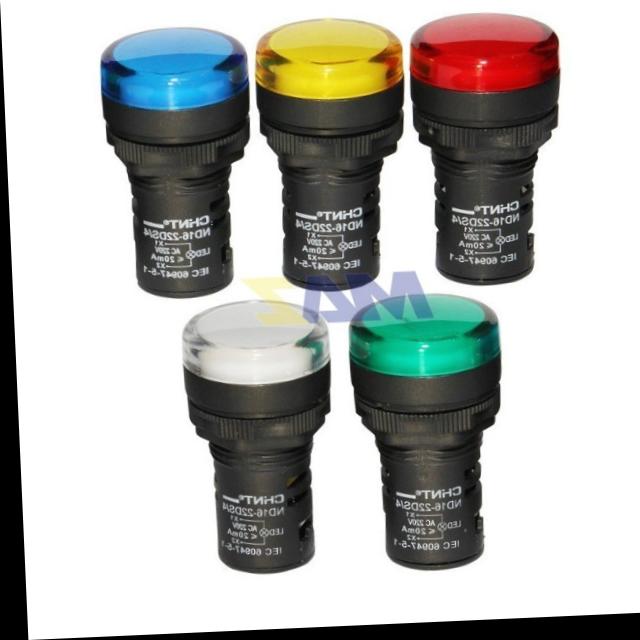 CHNT®
ND16-22DS/4
X1
LED AC 220V
≤ 20mA
X2
IEC 60947-5-1
CHNT®
ND16-22DS/4
X1
LED AC 220V
≤ 20mA
X2
IEC 60947-5-1
CHNT®
ND16-22DS/4
X1
LED AC 220V
≤ 20mA
X2
IEC 60947-5-1
CHNT®
ND16-22DS/4
X1
LED AC 220V
≤ 20mA
X2
IEC 60947-5-1
CHNT®
ND16-22DS/4
X1
LED AC 220V
≤ 20mA
X2
IEC 60947-5-1